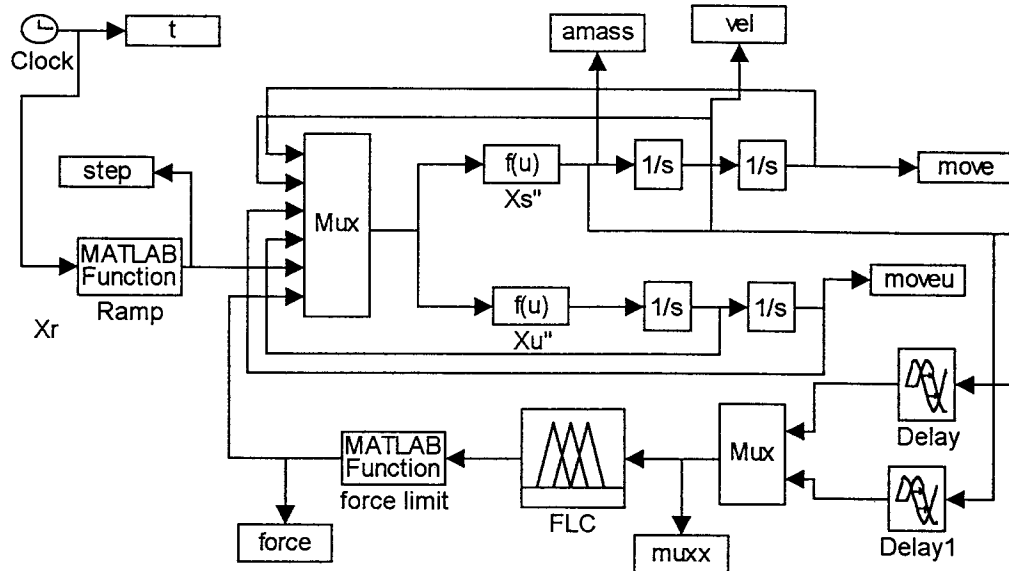 Clock
t
amass
vel
step
Mux
f(u)
Xs"
1/s
1/s
move
MATLAB
Function
Ramp
Xr
f(u)
Xu"
1/s
1/s
moveu
Delay
MATLAB
Function
force limit
FLC
Mux
Delay1
force
muxx